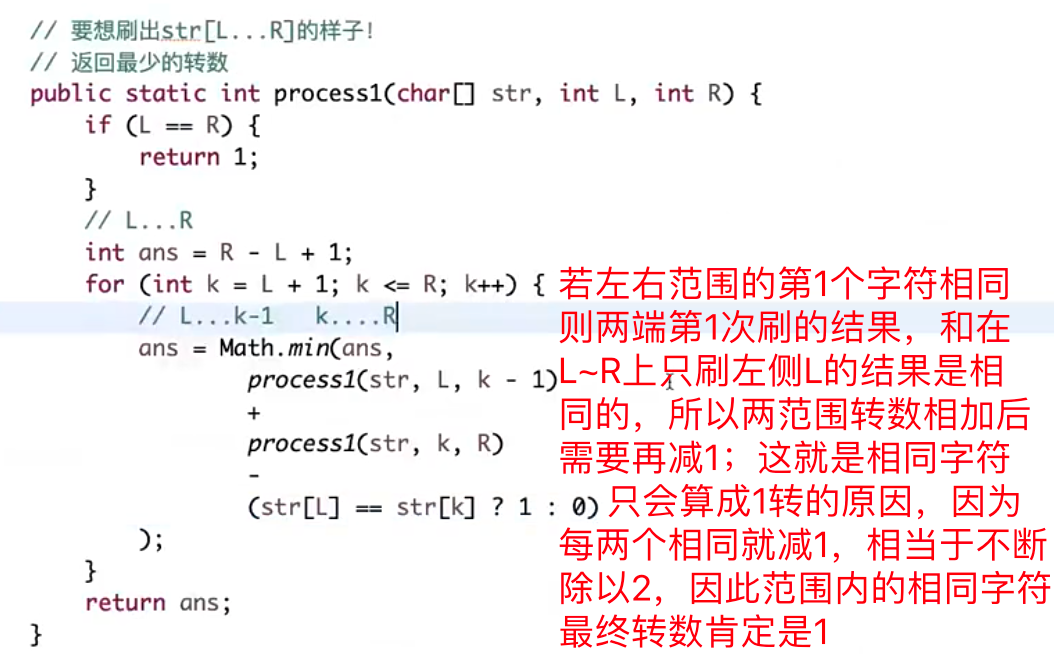 // 要想刷出str[L...R]的样子!
// 返回最少的转数
public static int process1(char[] str, int L, int R) {
if (L == R) {
return 1;
}
// L...R
int ans = R - L + 1;
for (int k = L + 1; k <= R; k++) {
若左右范围的第1个字符相同
// L...k-1   k....R
则两端第1次刷的结果，和在
ans = Math.min(ans,
L~R上只刷左侧L的结果是相
process1(str, L, k - 1)
同的，所以两范围转数相加后
+
process1(str, k, R)
需要再减1；这就是相同字符
-
(str[L] == str[k] ? 1 : 0)
只会算成1转的原因，因为
);
每两个相同就减1，相当于不断
}
除以2，因此范围内的相同字符
return ans;
最终转数肯定是1
}